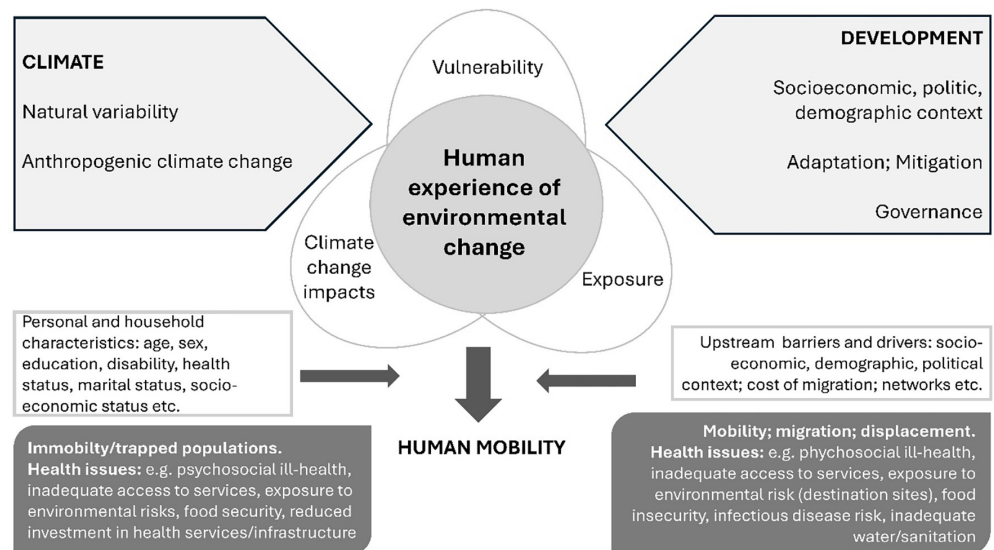 CLIMATE
Natural variability
Anthropogenic climate change
Vulnerability
Human
experience of
environmental
change
Climate
change
impacts
Exposure
DEVELOPMENT
Socioeconomic, politic,
demographic context
Adaptation; Mitigation
Governance
Personal and household
characteristics: age, sex,
education, disability, health
status, marital status, socio-
economic status etc.
Upstream barriers and drivers: socio-
economic, demographic, political
context; cost of migration; networks etc.
HUMAN MOBILITY
Immobilty/trapped populations.
Health issues: e.g. psychosocial ill-health,
inadequate access to services, exposure to
environmental risks, food security, reduced
investment in health services/infrastructure
Mobility; migration; displacement.
Health issues: e.g. phychosocial ill-health,
inadequate access to services, exposure to
environmental risk (destination sites), food
insecurity, infectious disease risk, inadequate
water/sanitation